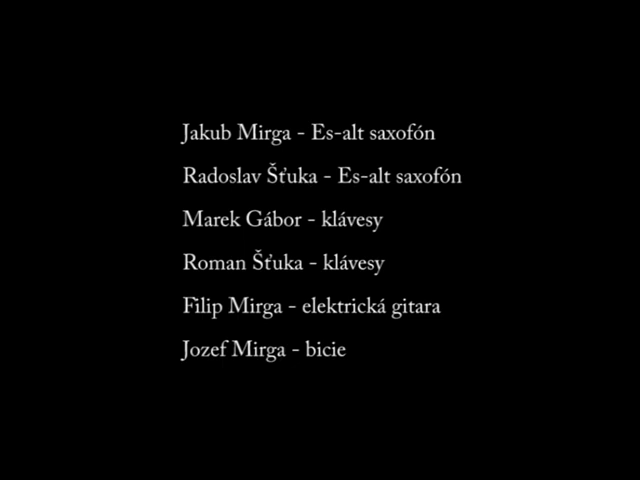 Jakub Mirga - Es-alt saxofón
Radoslav Šťuka - Es-alt saxofón
Marek Gábor - klávesy
Roman Šťuka - klávesy
Filip Mirga - elektrická gitara
Jozef Mirga - bicie